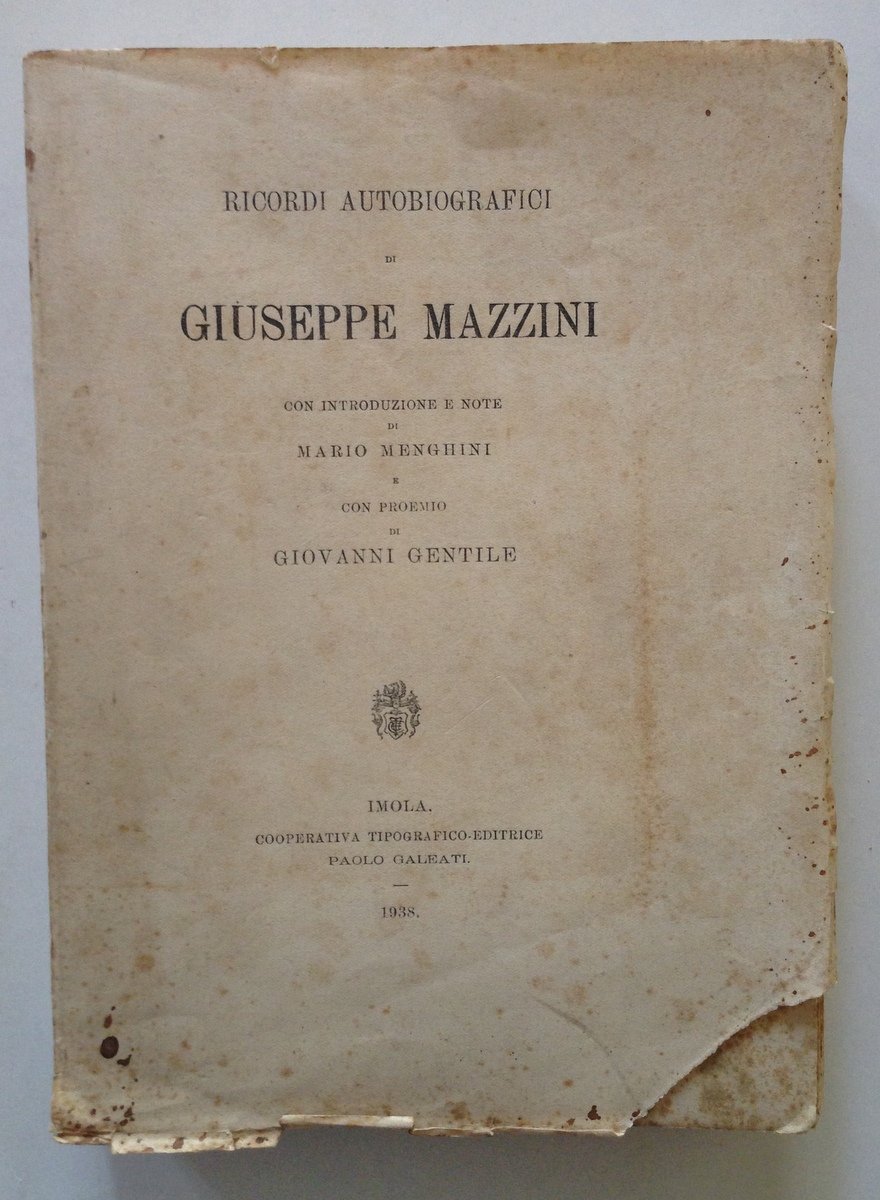 RICORDI AUTOBIOGRAFICI
DI
GIUSEPPE MAZZINI
CON INTRODUZIONE E NOTE
DI
MARIO MENGHINI
E
CON PROEMIO
DI
GIOVANNI GENTILE
IMOLA,
COOPERATIVA TIPOGRAFICO-EDITRICE
PAOLO GALEATI.
—
1938.